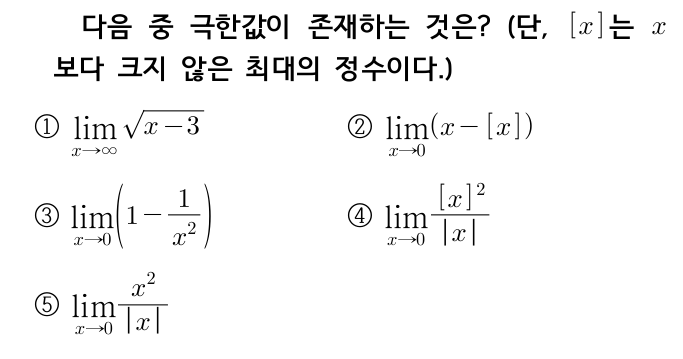 다음 중 극한값이 존재하는 것은? (단, $[x]$는 $x$
보다 크지 않은 최대의 정수이다.)
① $\lim_{x \to \infty} \sqrt{x-3}$ ② $\lim_{x \to 0} (x-[x])$
③ $\lim_{x \to 0} \left(1-\frac{1}{x^2}\right)$ ④ $\lim_{x \to 0} \frac{[x]^2}{|x|}$
⑤ $\lim_{x \to 0} \frac{x^2}{|x|}$